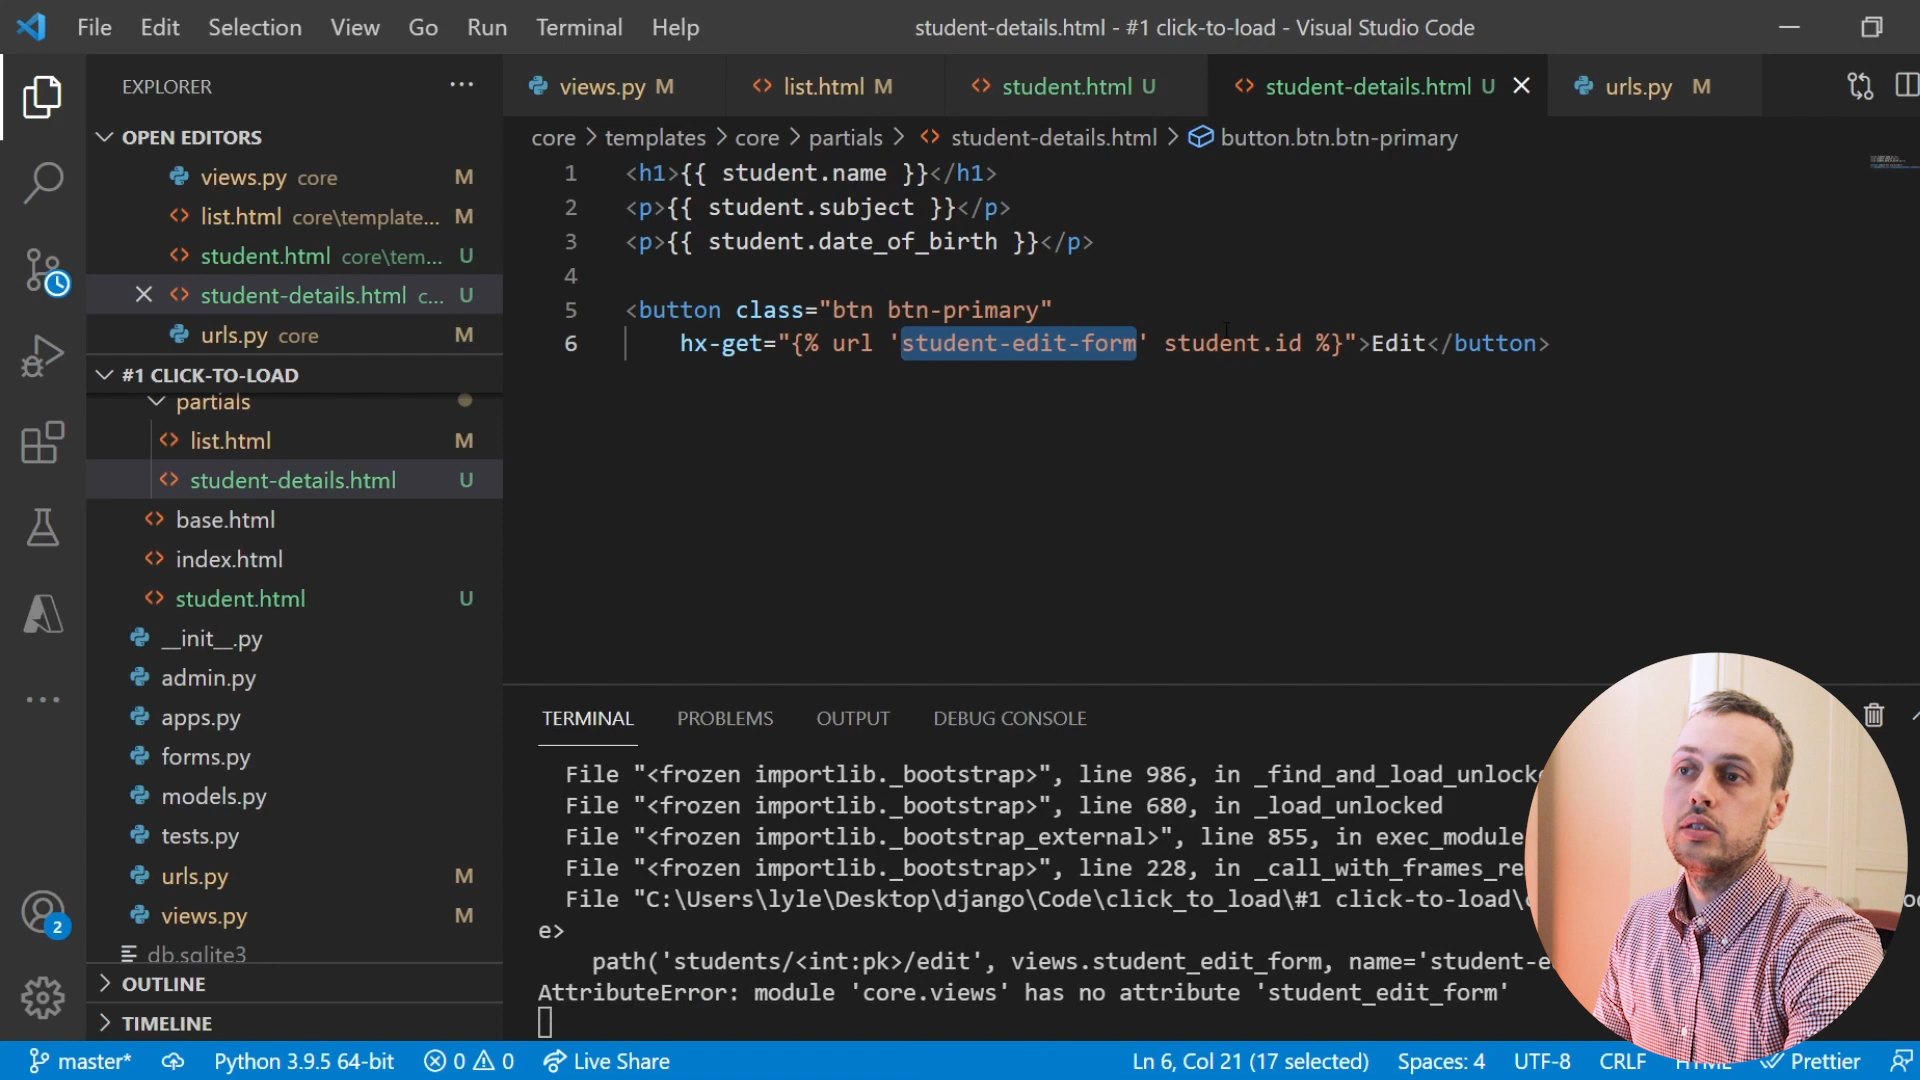 File Edit Selection View Go Run Terminal Help
student-details.html - #1 click-to-load - Visual Studio Code
EXPLORER
OPEN EDITORS
views.py core M
list.html core\template... M
student.html core\tem... U
student-details.html c... U
urls.py core M
#1 CLICK-TO-LOAD
partials
list.html M
student-details.html U
base.html
index.html
student.html U
__init__.py
admin.py
apps.py
forms.py
models.py
tests.py
urls.py M
views.py M
db.sqlite3
OUTLINE
TIMELINE
2
views.py M list.html M student.html U student-details.html U urls.py M
core > templates > core > partials > student-details.html > button.btn.btn-primary
1 <h1>{{ student.name }}</h1>
2 <p>{{ student.subject }}</p>
3 <p>{{ student.date_of_birth }}</p>
4
5 <button class="btn btn-primary"
6 hx-get="{% url 'student-edit-form' student.id %}">Edit</button>
TERMINAL PROBLEMS OUTPUT DEBUG CONSOLE
File "<frozen importlib._bootstrap>", line 986, in _find_and_load_unlocke
File "<frozen importlib._bootstrap>", line 680, in _load_unlocked
File "<frozen importlib._bootstrap_external>", line 855, in exec_module
File "<frozen importlib._bootstrap>", line 228, in _call_with_frames_re
File "C:\Users\lyle\Desktop\django\Code\click_to_load\#1 click-to-load\
e>
path('students/<int:pk>/edit', views.student_edit_form, name='student-e
AttributeError: module 'core.views' has no attribute 'student_edit_form'
master* Python 3.9.5 64-bit 0 0 Live Share Ln 6, Col 21 (17 selected) Spaces: 4 UTF-8 CRLF HTML Prettier